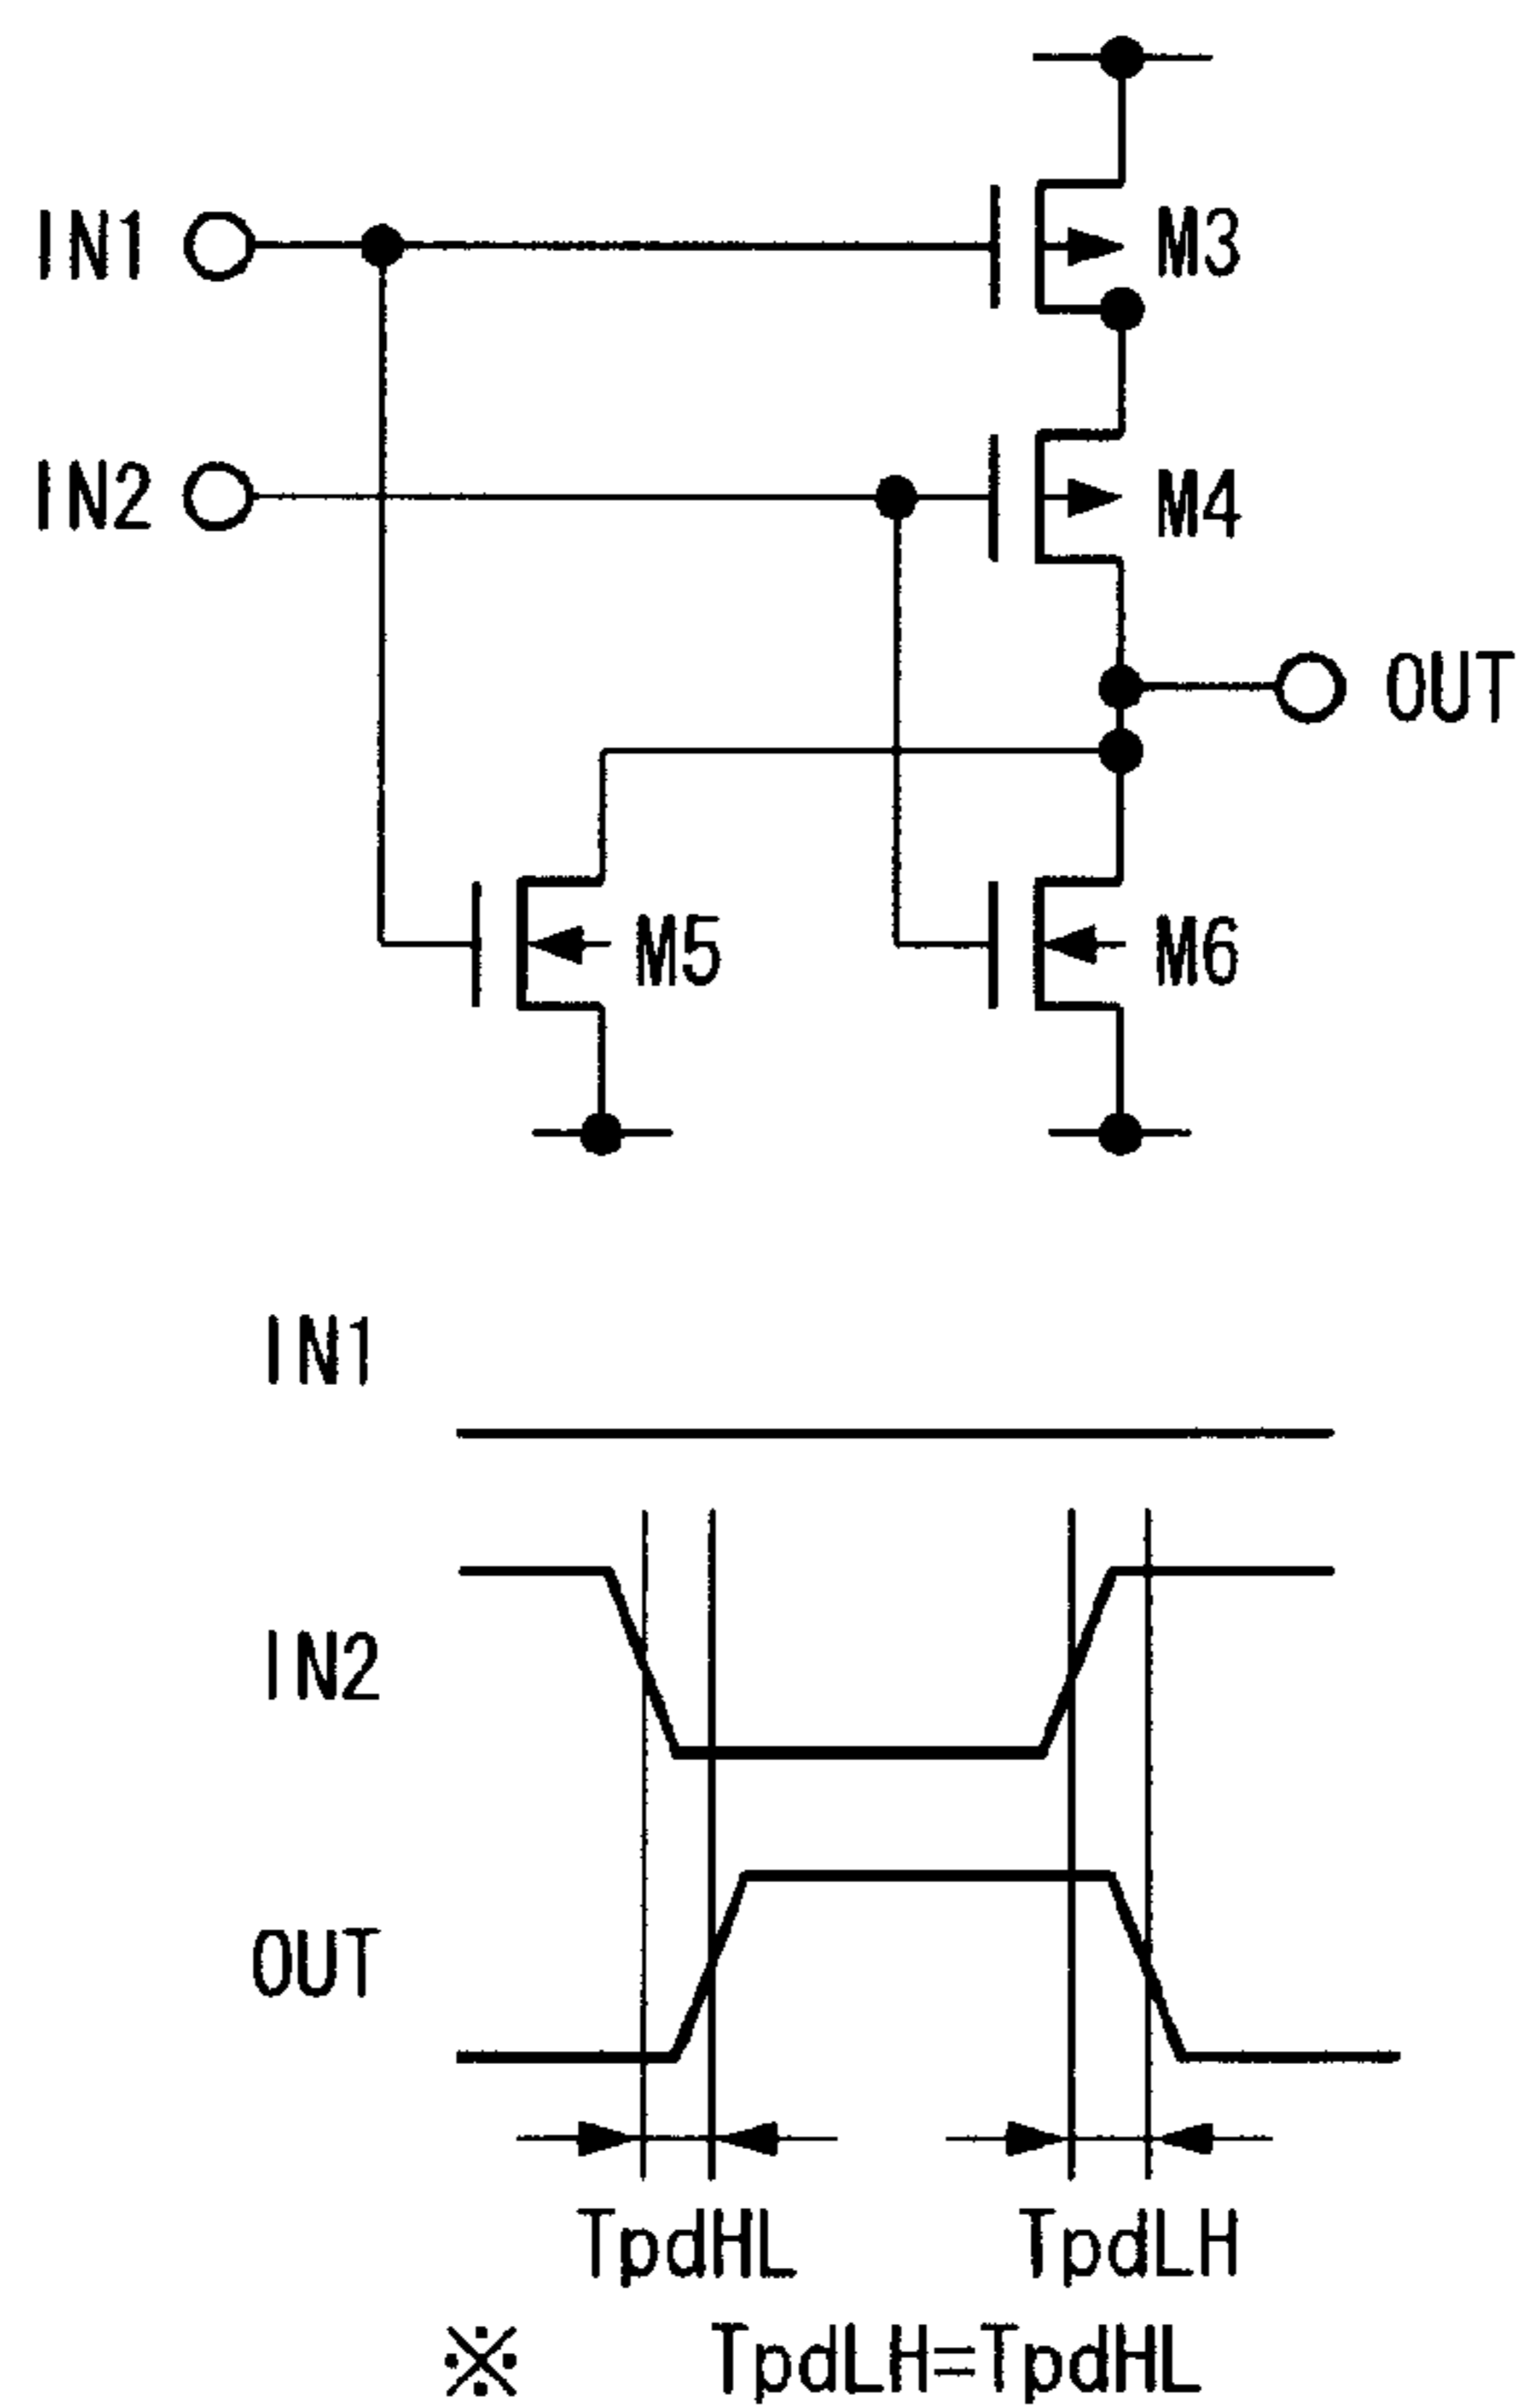 IN1
M3
IN2
M4
OUT
M5
M6
IN1
IN2
OUT
TpdHL
TpdLH
※ TpdLH=TpdHL